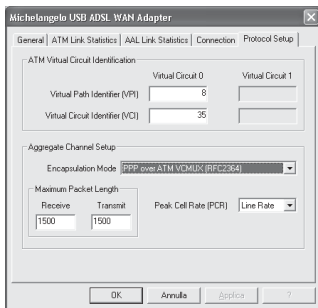 Michelangelo USB ADSL WAN Adapter
General
ATM Link Statistics
AAL Link Statistics
Connection
Protocol Setup
ATM Virtual Circuit Identification
Virtual Circuit 0
Virtual Circuit 1
Virtual Path Identifier (VPI)
8
Virtual Circuit Identifier (VCI)
35
Aggregate Channel Setup
Encapsulation Mode
PPP over ATM VCMUX (RFC2364)
Maximum Packet Length
Receive
Transmit
1500
1500
Peak Cell Rate (PCR)
Line Rate
OK
Annulla
Applica
?